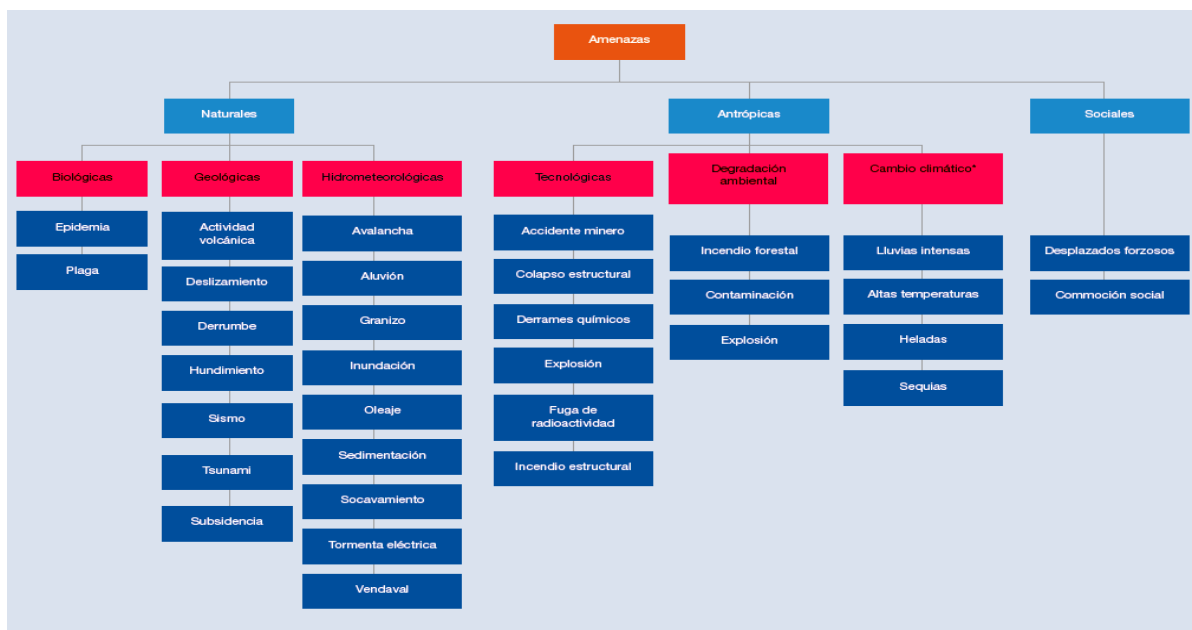 Amenazas
Naturales
Antrópicas
Sociales
Biológicas
Geológicas
Hidrometeorológicas
Tecnológicas
Degradación
ambiental
Cambio climático*
Epidemia
Plaga
Actividad
volcánica
Deslizamiento
Derrumbe
Hundimiento
Sismo
Tsunami
Subsidencia
Avalancha
Aluvión
Granizo
Inundación
Oleaje
Sedimentación
Socavamiento
Tormenta eléctrica
Vendaval
Accidente minero
Colapso estructural
Derrames químicos
Explosión
Fuga de
radioactividad
Incendio estructural
Incendio forestal
Contaminación
Explosión
Lluvias intensas
Altas temperaturas
Heladas
Sequias
Desplazados forzosos
Commoción social